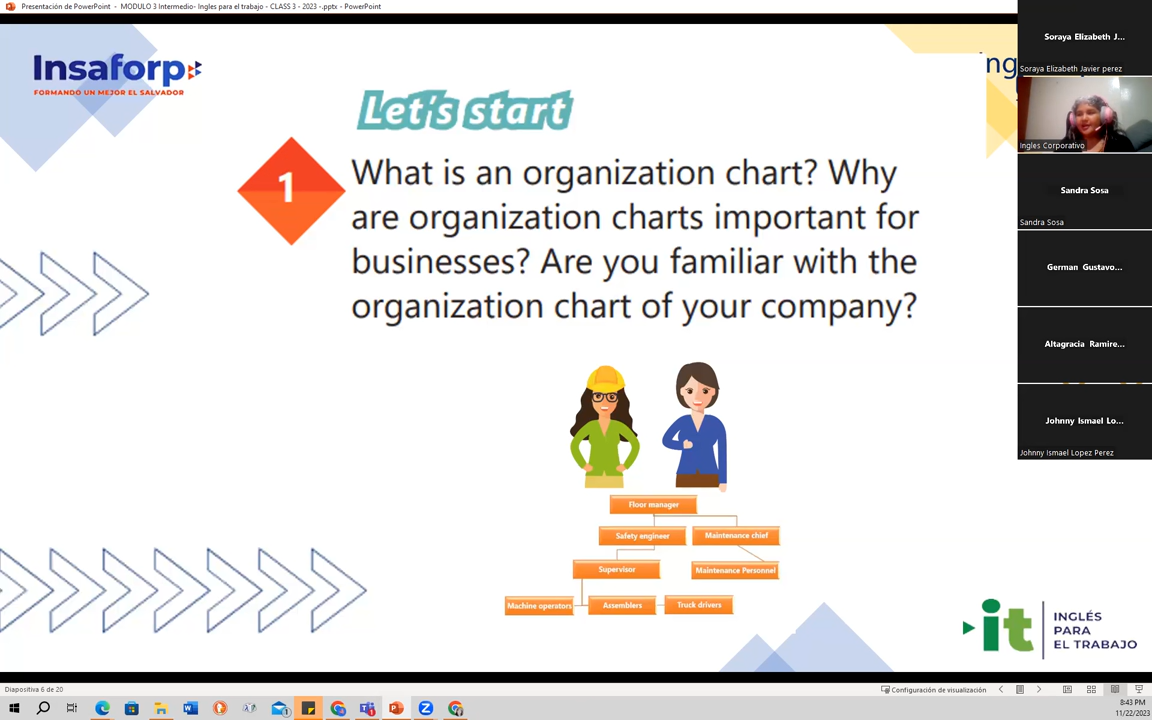 Presentación de PowerPoint - MODULO 3 Intermedio- Ingles para el trabajo - CLASS 3 - 2023 -.pptx - PowerPoint
Insaforp
FORMANDO UN MEJOR EL SALVADOR
Let's start
1
What is an organization chart? Why
are organization charts important for
businesses? Are you familiar with the
organization chart of your company?
Floor manager
Safety engineer
Maintenance chief
Supervisor
Maintenance Personnel
Machine operators
Assemblers
Truck drivers
it
INGLÉS
PARA
EL TRABAJO
Soraya Elizabeth J...
Soraya Elizabeth Javier perez
Ingles Corporativo
Sandra Sosa
Sandra Sosa
German Gustavo...
Altagracia Ramire...
Johnny Ismael Lo...
Johnny Ismael Lopez Perez
Diapositiva 6 de 20
Configuración de visualización
8:43 PM
11/22/2023